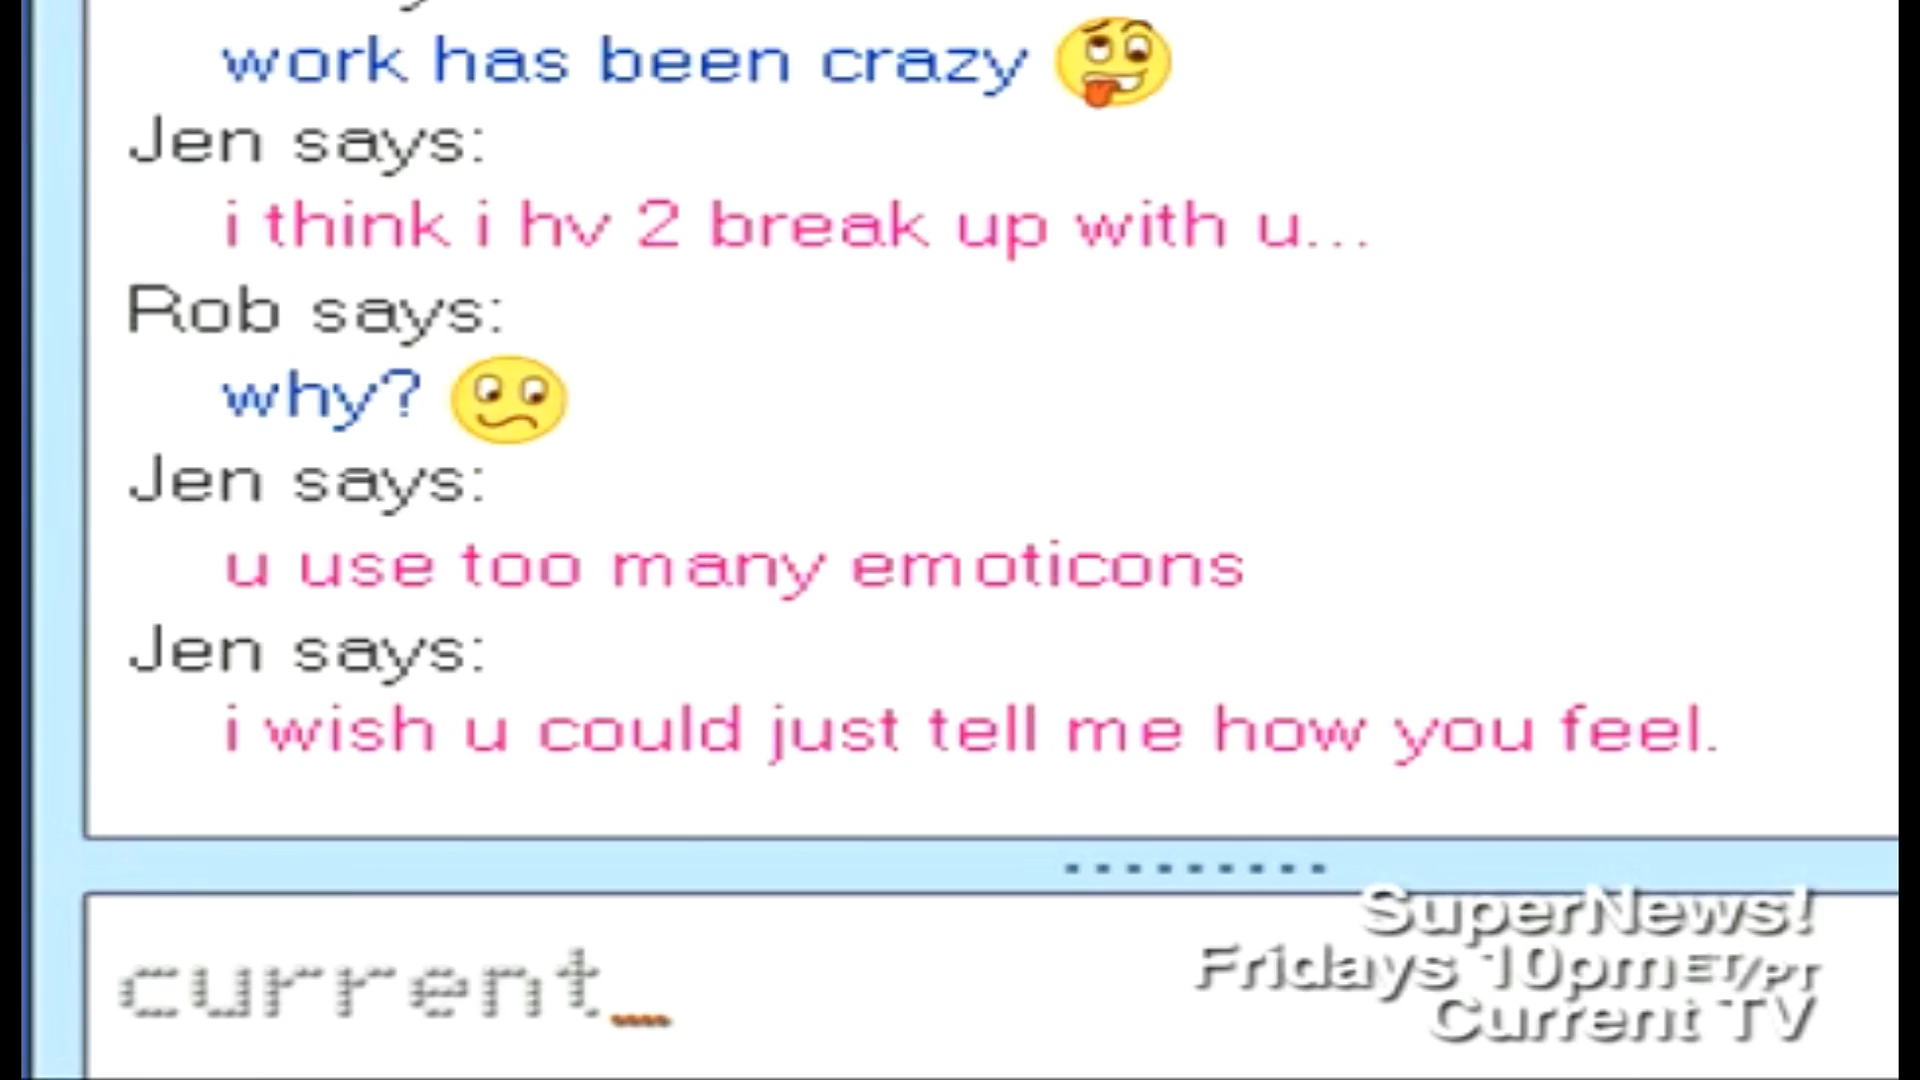 work has been crazy
Jen says:
i think i hv 2 break up with u...
Rob says:
why?
Jen says:
u use too many emoticons
Jen says:
i wish u could just tell me how you feel.
current_
SuperNews!
Fridays 10pm ET/PT
Current TV